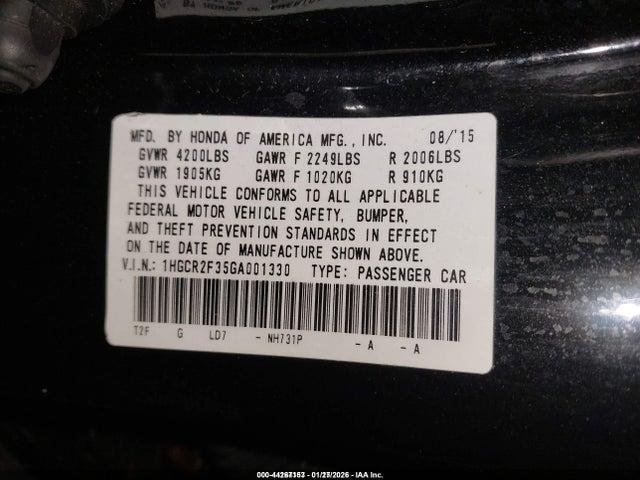 MFD. BY HONDA OF AMERICA MFG., INC. 08/'15
GVWR 4200LBS GAWR F 2249LBS R 2006LBS
GVWR 1905KG GAWR F 1020KG R 910KG
THIS VEHICLE CONFORMS TO ALL APPLICABLE
FEDERAL MOTOR VEHICLE SAFETY, BUMPER,
AND THEFT PREVENTION STANDARDS IN EFFECT
ON THE DATE OF MANUFACTURE SHOWN ABOVE.
V.I.N.: 1HGCR2F35GA001330 TYPE: PASSENGER CAR
T2F G LD7 - NH731P - A - A
IAA Inc.